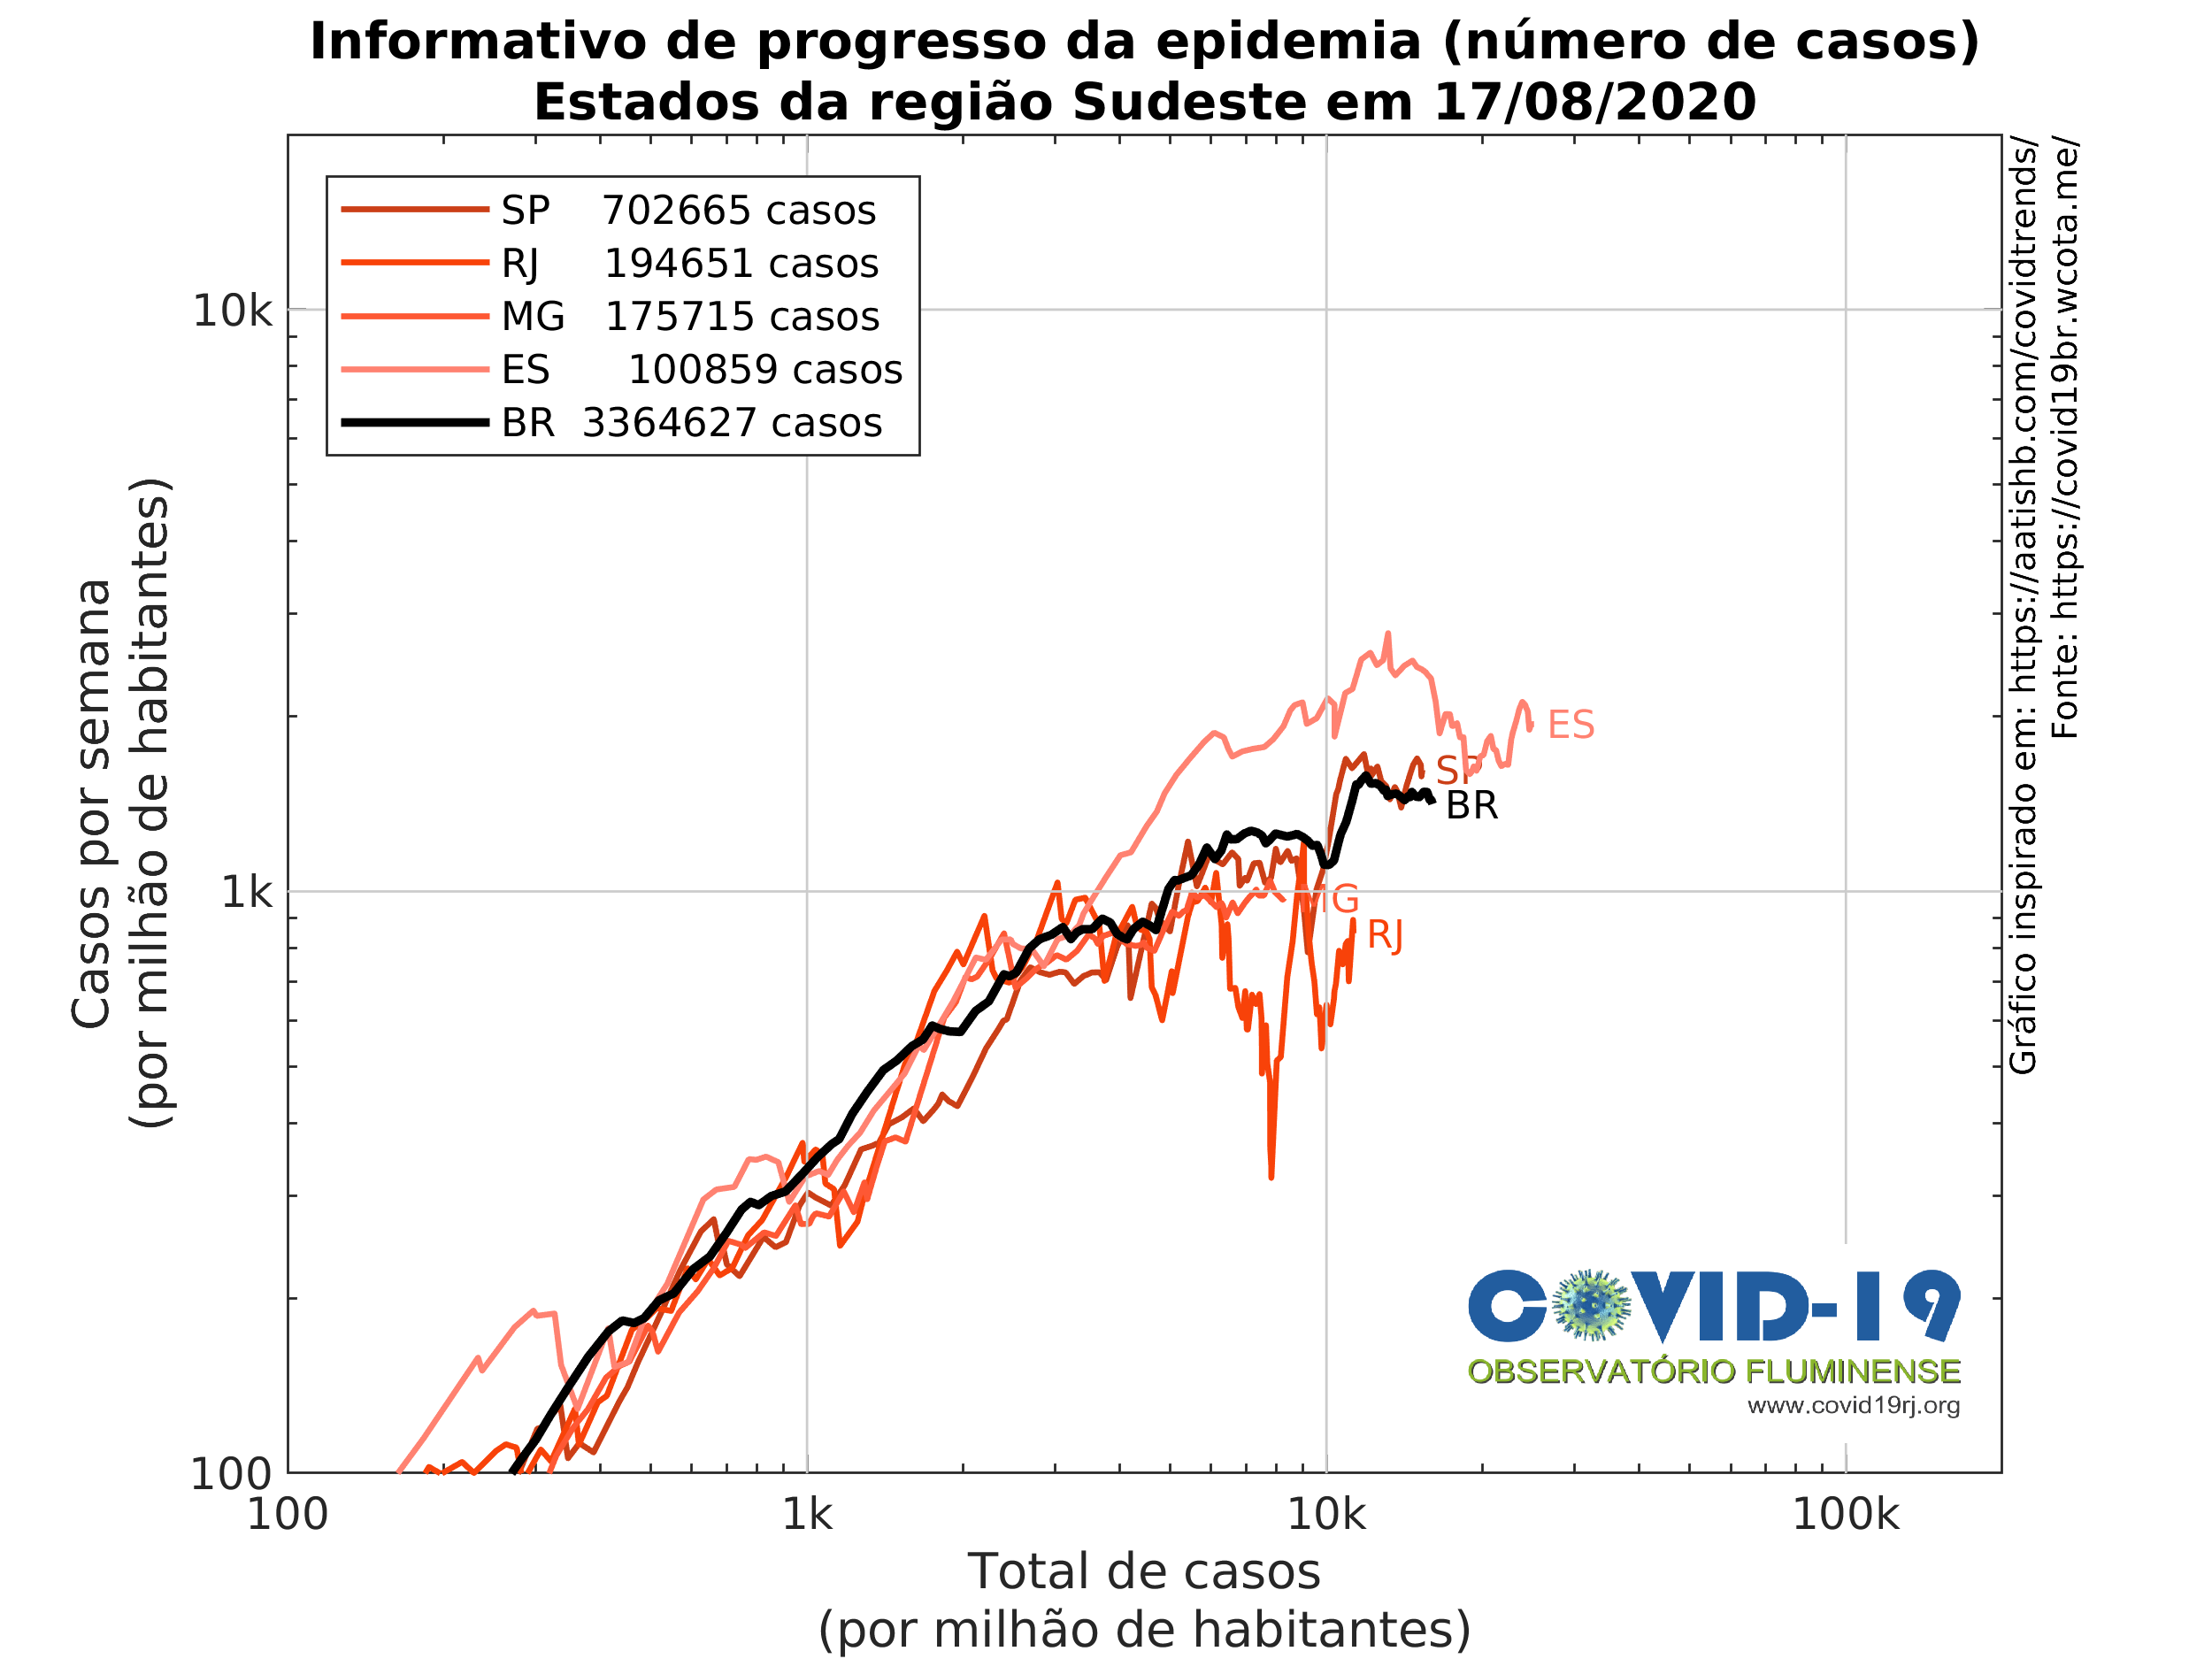 Informativo de progresso da epidemia (número de casos)
Estados da região Sudeste em 17/08/2020
SP 702665 casos
RJ 194651 casos
MG 175715 casos
ES 100859 casos
BR 3364627 casos
10k
1k
100
Casos por semana
(por milhão de habitantes)
ES
SP
BR
MG
RJ
Gráfico inspirado em: https://aatishb.com/covidtrends/
Fonte: https://covid19br.wcota.me/
COVID-19
OBSERVATÓRIO FLUMINENSE
www.covid19rj.org
100
1k
10k
100k
Total de casos
(por milhão de habitantes)